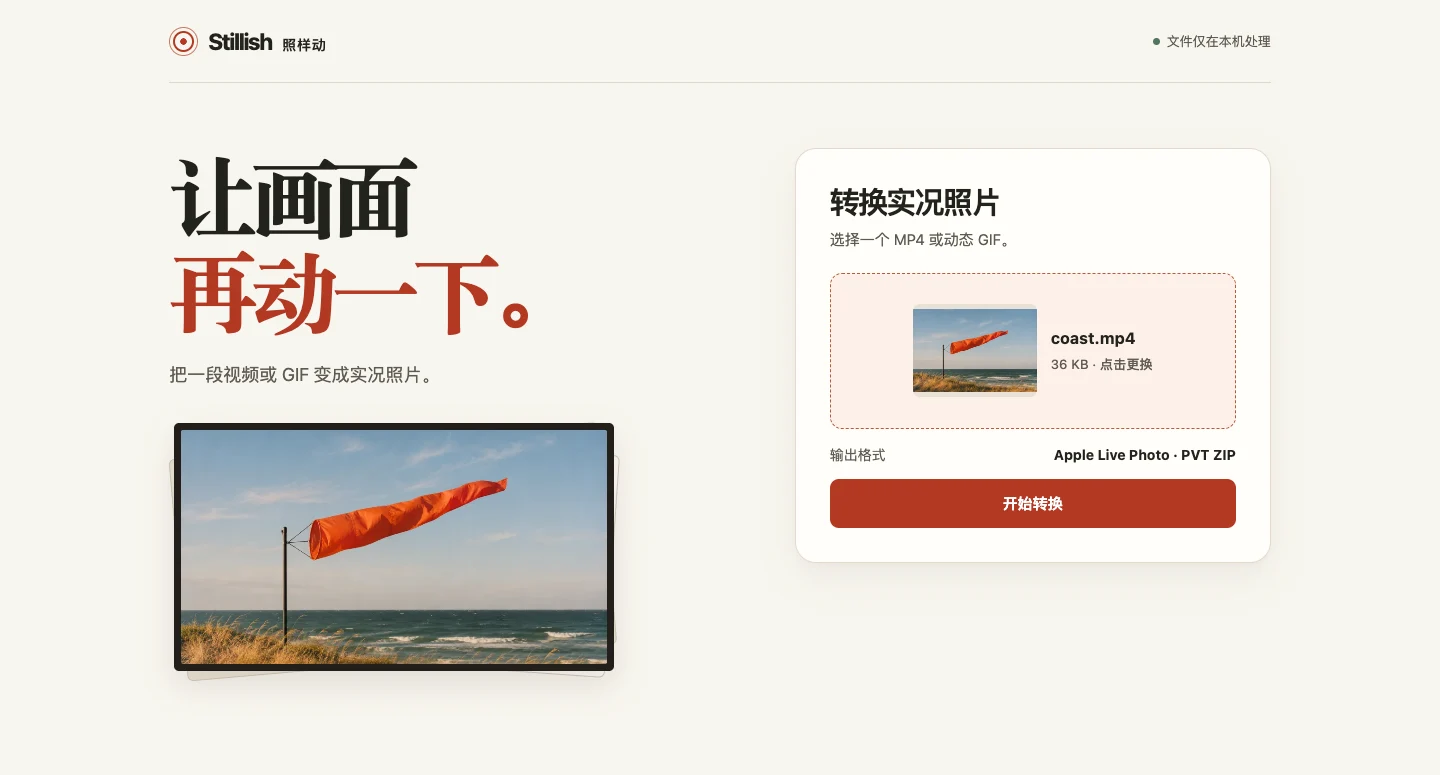 Stillish 照样动
文件仅在本机处理
让画面
再动一下。
把一段视频或 GIF 变成实况照片。
转换实况照片
选择一个 MP4 或动态 GIF。
coast.mp4
36 KB · 点击更换
输出格式
Apple Live Photo · PVT ZIP
开始转换